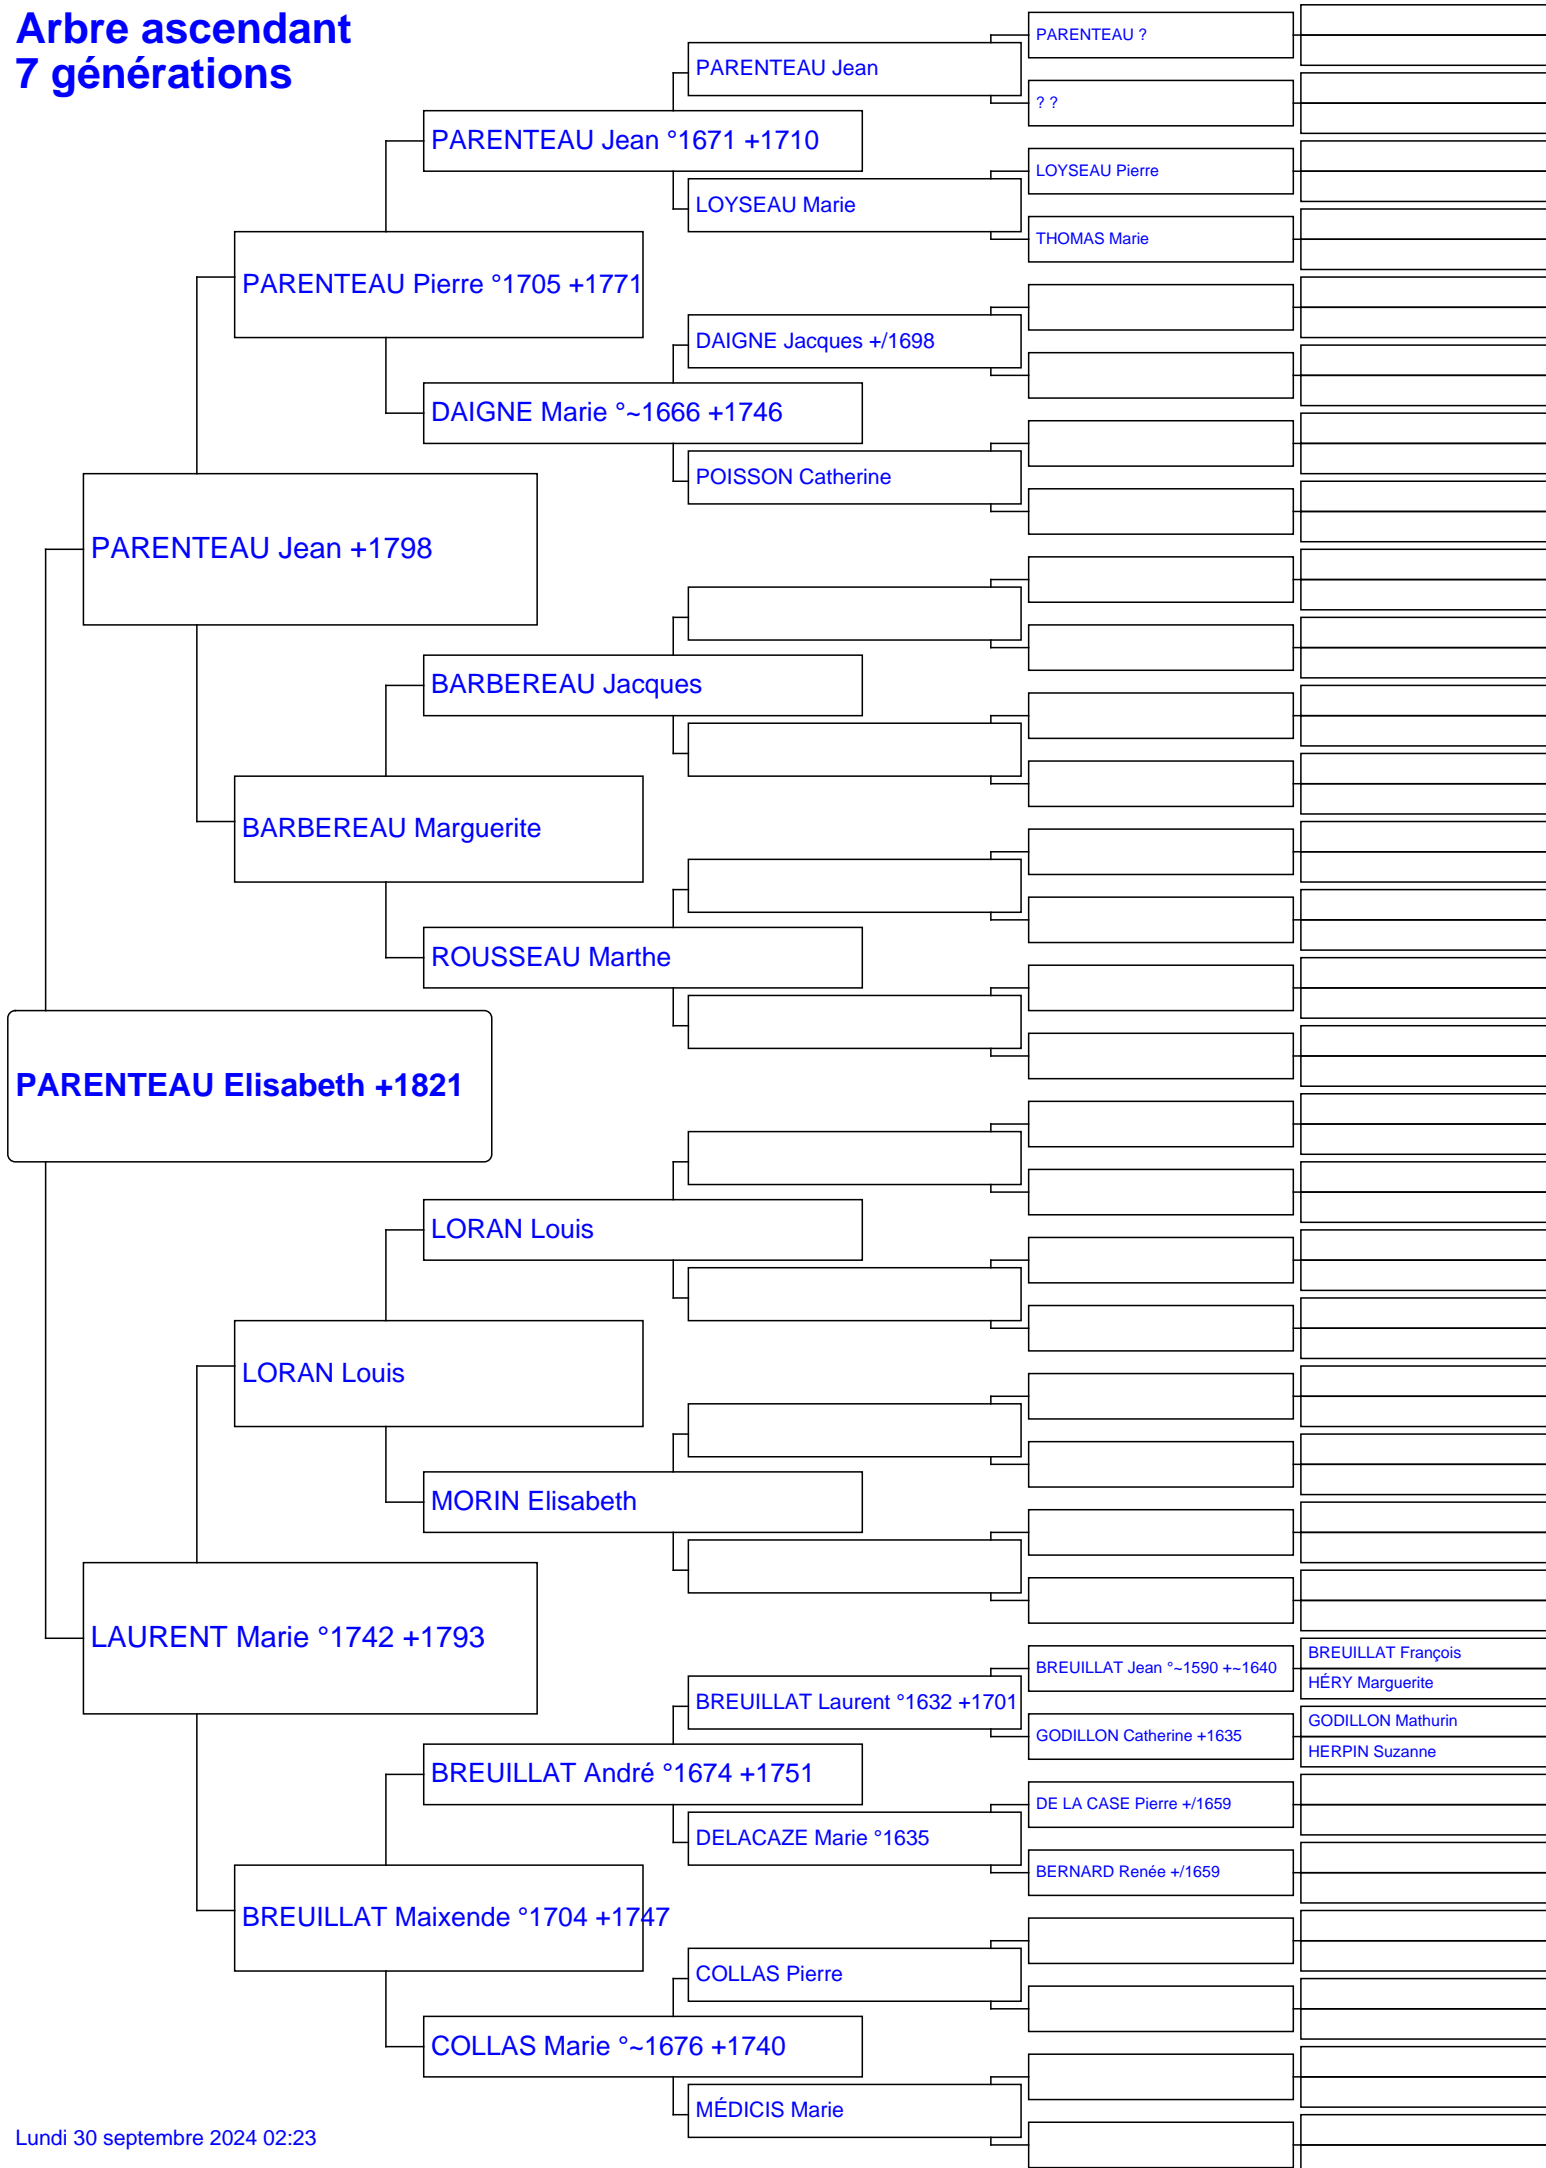 Arbre ascendant
7 générations
PARENTEAU ?
PARENTEAU Jean
? ?
PARENTEAU Jean °1671 +1710
LOYSEAU Pierre
LOYSEAU Marie
THOMAS Marie
PARENTEAU Pierre °1705 +1771
DAIGNE Jacques +/1698
DAIGNE Marie °~1666 +1746
POISSON Catherine
PARENTEAU Jean +1798
BARBEREAU Jacques
BARBEREAU Marguerite
ROUSSEAU Marthe
PARENTEAU Elisabeth +1821
LORAN Louis
LORAN Louis
MORIN Elisabeth
LAURENT Marie °1742 +1793
BREUILLAT François
BREUILLAT Jean °~1590 +~1640
HÉRY Marguerite
BREUILLAT Laurent °1632 +1701
GODILLON Mathurin
GODILLON Catherine +1635
HERPIN Suzanne
BREUILLAT André °1674 +1751
DE LA CASE Pierre +/1659
DELACAZE Marie °1635
BERNARD Renée +/1659
BREUILLAT Maixende °1704 +1747
COLLAS Pierre
COLLAS Marie °~1676 +1740
MÉDICIS Marie
Lundi 30 septembre 2024 02:23